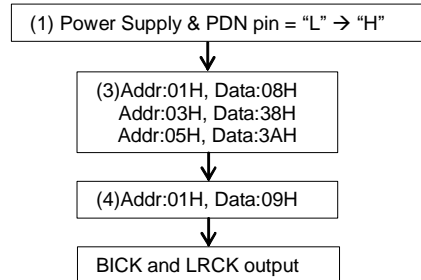 (1) Power Supply & PDN pin = “L” → “H”
(3)Addr:01H, Data:08H
Addr:03H, Data:38H
Addr:05H, Data:3AH
(4)Addr:01H, Data:09H
BICK and LRCK output